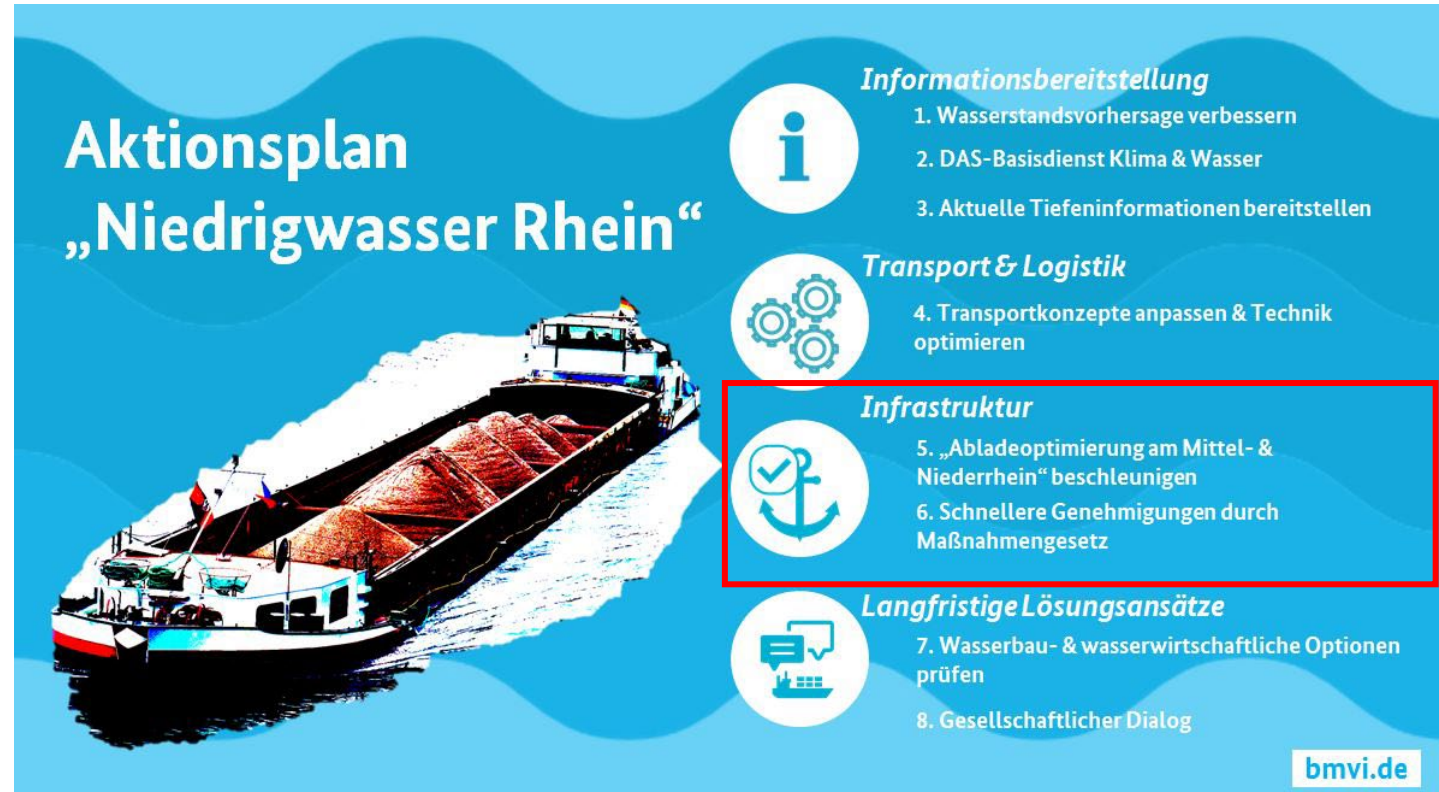 Aktionsplan
„Niedrigwasser Rhein“
Informationsbereitstellung
1. Wasserstandsvorhersage verbessern
2. DAS-Basisdienst Klima & Wasser
3. Aktuelle Tiefeninformationen bereitstellen
Transport & Logistik
4. Transportkonzepte anpassen & Technik
optimieren
Infrastruktur
5. „Abladeoptimierung am Mittel- &
Niederrhein“ beschleunigen
6. Schnellere Genehmigungen durch
Maßnahmengesetz
Langfristige Lösungsansätze
7. Wasserbau- & wasserwirtschaftliche Optionen
prüfen
8. Gesellschaftlicher Dialog
bmvi.de